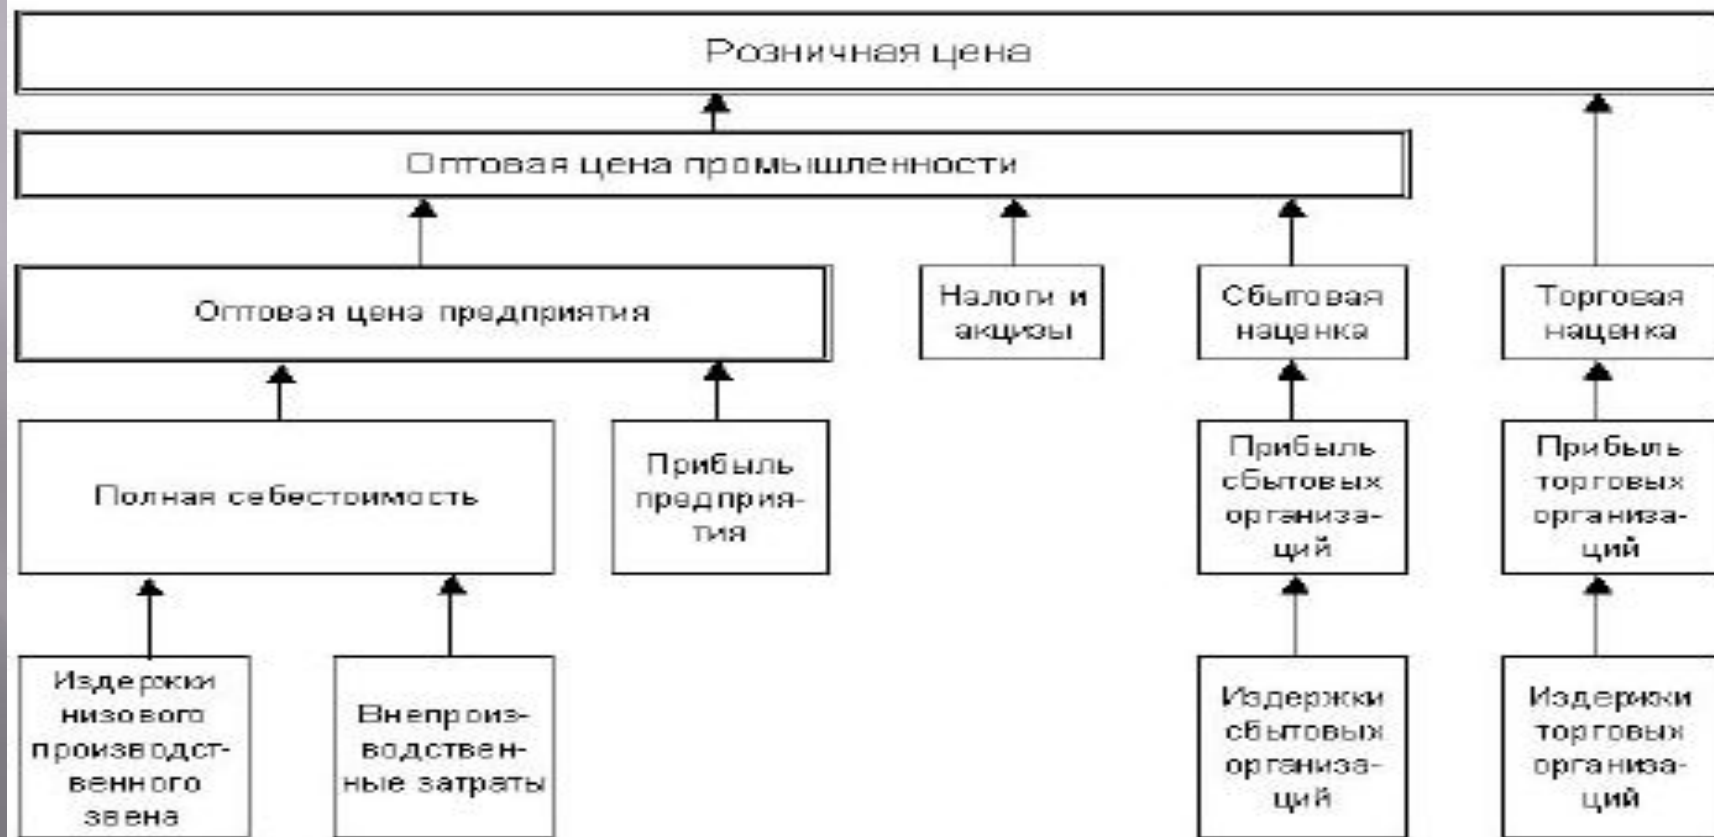 Розничная цена
Оптовая цена промышленности
Оптовая цена предприятия
Налоги и
акцизы
Сбытовая
наценка
Торговая
наценка
Полная себестоимость
Прибыль
предприя-
тия
Прибыль
сбытовых
организа-
ций
Прибыль
торговых
организа-
ций
Издержки
низового
производст-
венного
звена
Внепроиз-
водствен-
ные затраты
Издержки
сбытовых
организа-
ций
Издержки
торговых
организа-
ций